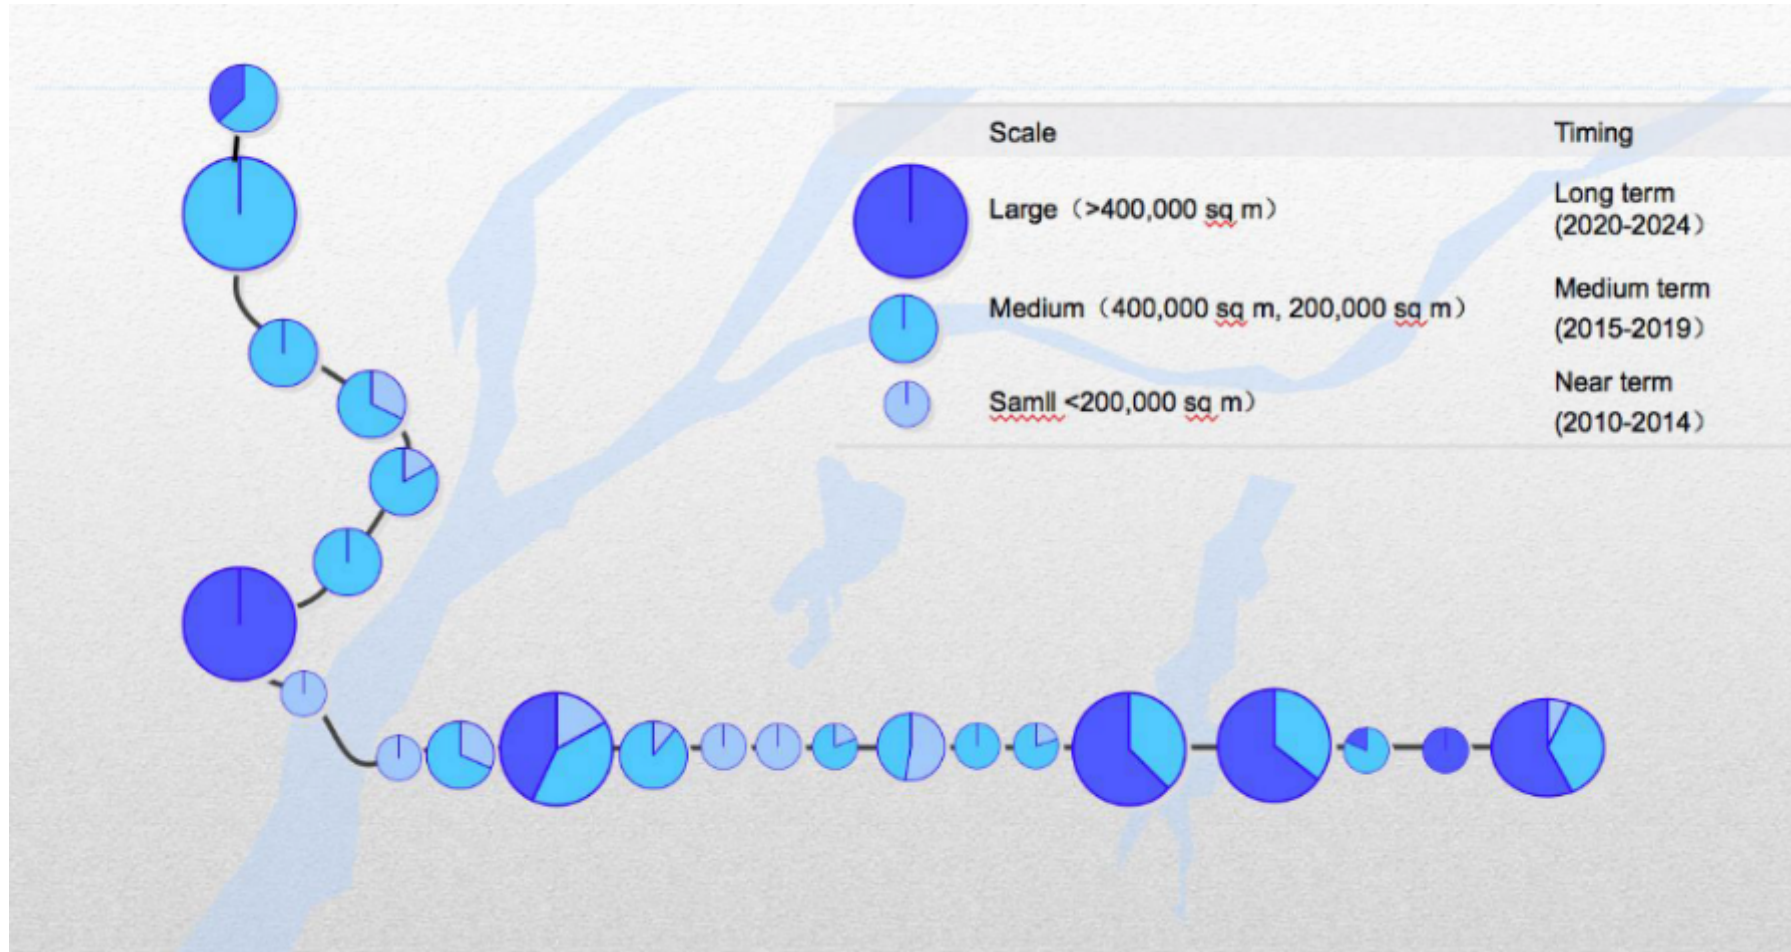 Scale Timing
Large（>400,000 sq m） Long term
(2020-2024）
Medium（400,000 sq m, 200,000 sq m） Medium term
(2015-2019）
Samll <200,000 sq m） Near term
(2010-2014）